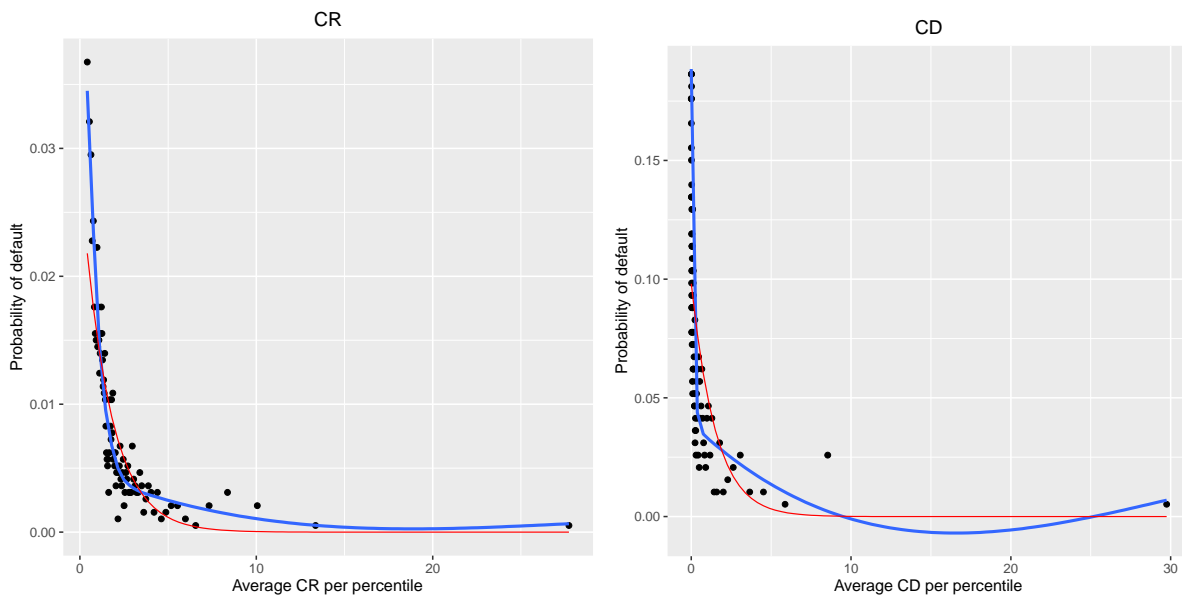 CR
Probability of default
0.03
0.02
0.01
0.00
0
10
20
Average CR per percentile
CD
Probability of default
0.15
0.10
0.05
0.00
0
10
20
30
Average CD per percentile